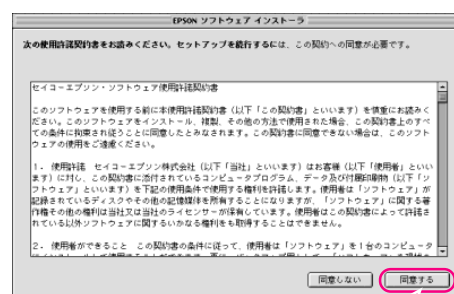 EPSON ソフトウェア インストーラ
次の使用許諾契約書をお読みください。セットアップを続行するには、この契約への同意が必要です。
セイコーエプソン・ソフトウェア使用許諾契約書
このソフトウェアを使用する前に本使用許諾契約書（以下「この契約書」といいます）を慎重にお読みく
ださい。このソフトウェアをインストール、複製、その他の方法で使用された場合、この契約書上のすべ
ての条件に拘束され従うことに同意したとみなされます。この契約書に同意できない場合は、このソフト
ウェアの使用をご遠慮ください。
1. 使用許諾　セイコーエプソン株式会社（以下「当社」といいます）はお客様（以下「使用者」といい
ます）に対し、この契約書に添付されているコンピュータプログラム、データ及び付属印刷物（以下「ソ
フトウェア」といいます）を下記の使用条件で使用する権利を許諾します。使用者は「ソフトウェア」が
記録されているディスクやその他の記憶媒体を所有することになりますが、「ソフトウェア」に関する著
作権その他の権利は当社又は当社のライセンサーが保有しています。使用者はこの契約書によって許諾さ
れている以外ソフトウェアに関するいかなる権利をも取得することはできません。
2. 使用者ができること　この契約書の条件に従って、使用者は「ソフトウェア」を1台のコンピュータ
同意しない
同意する